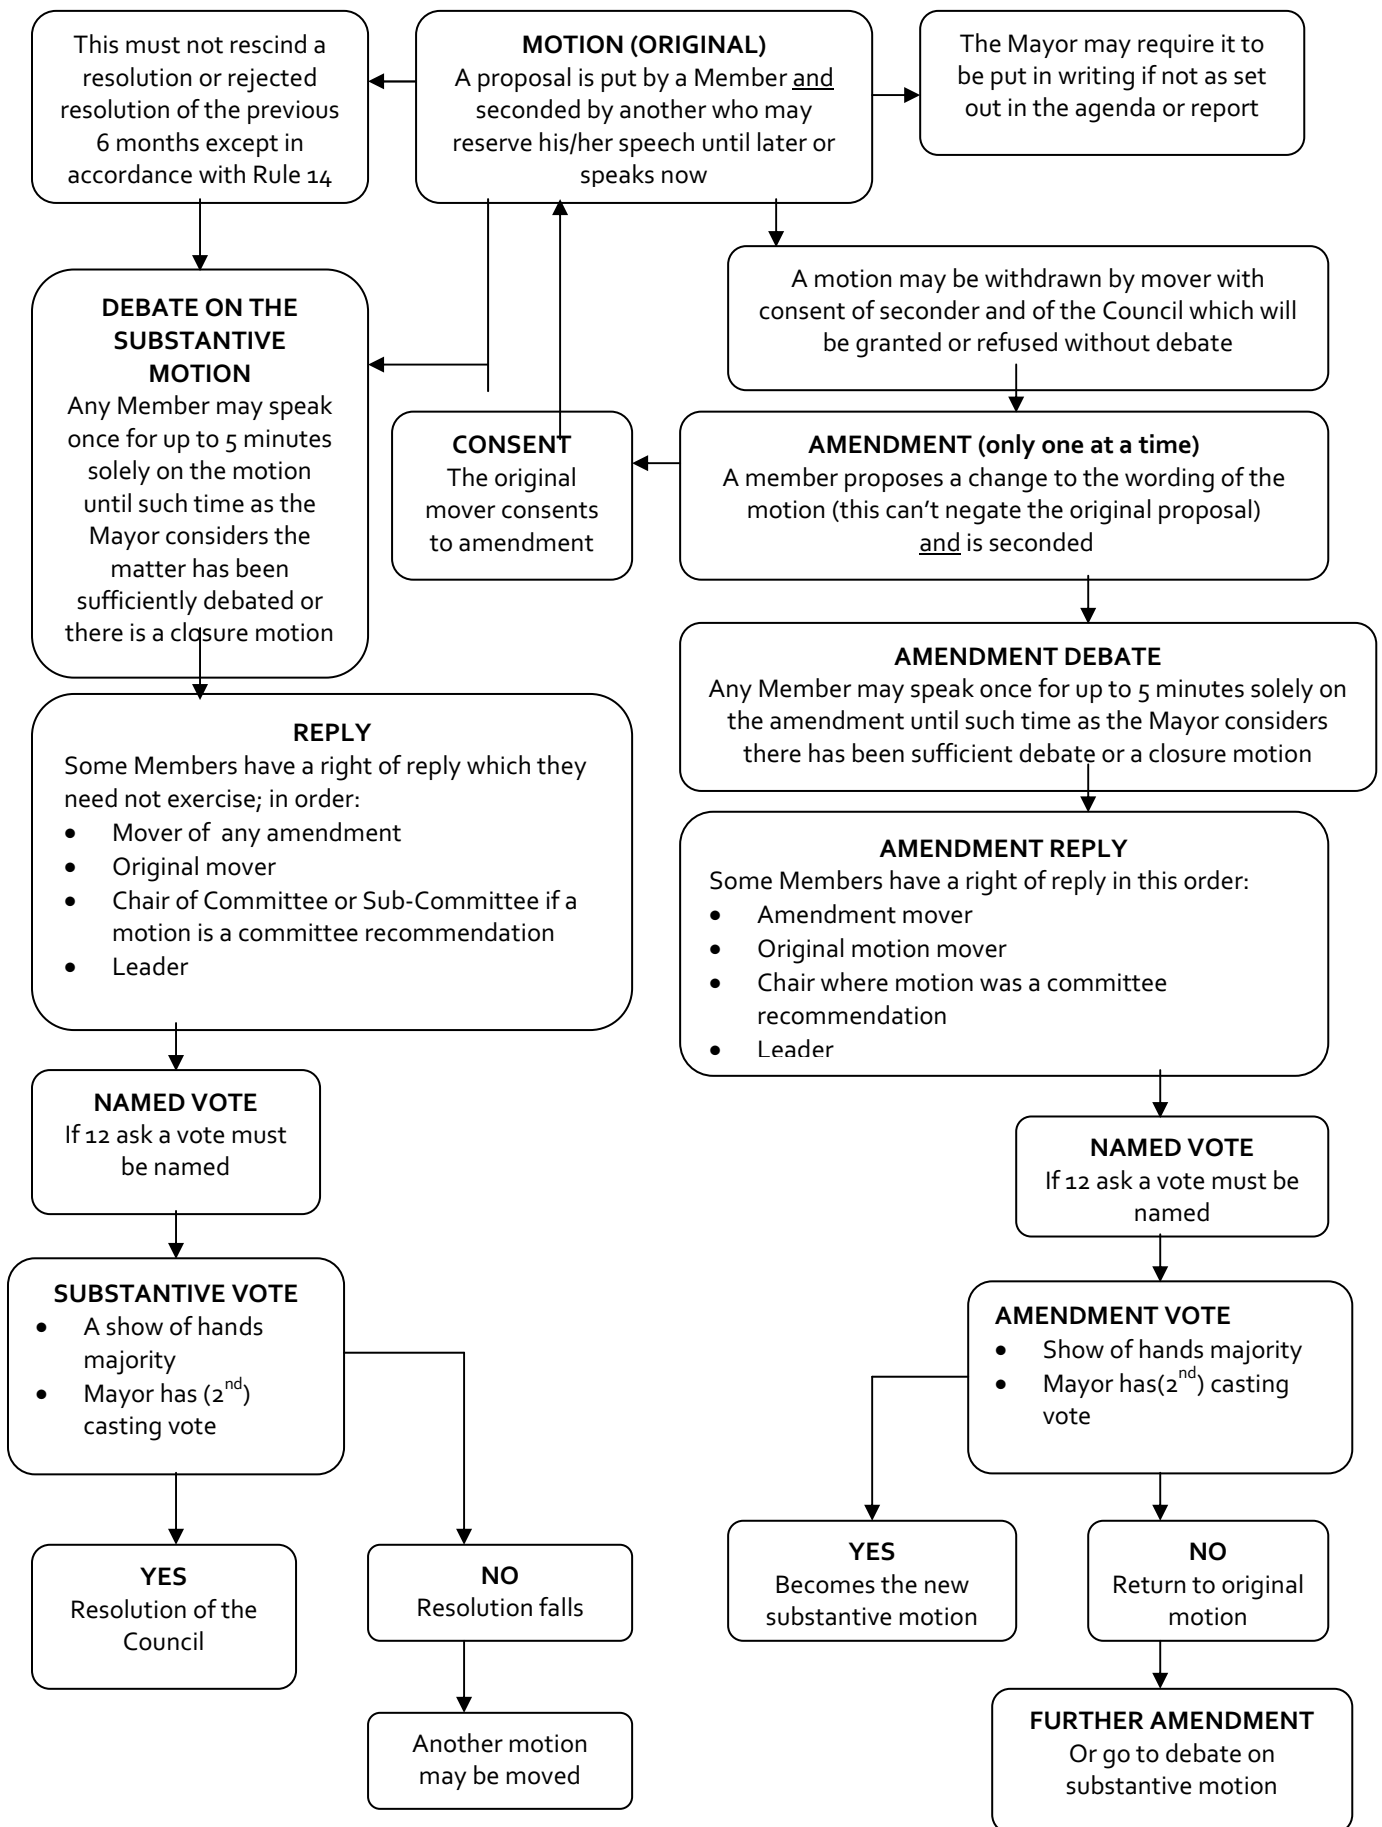 This must not rescind a
resolution or rejected
resolution of the previous
6 months except in
accordance with Rule 14
MOTION (ORIGINAL)
A proposal is put by a Member and
seconded by another who may
reserve his/her speech until later or
speaks now
The Mayor may require it to
be put in writing if not as set
out in the agenda or report
A motion may be withdrawn by mover with
consent of seconder and of the Council which will
be granted or refused without debate
DEBATE ON THE
SUBSTANTIVE
MOTION
Any Member may speak
once for up to 5 minutes
solely on the motion
until such time as the
Mayor considers the
matter has been
sufficiently debated or
there is a closure motion
CONSENT
The original
mover consents
to amendment
AMENDMENT (only one at a time)
A member proposes a change to the wording of the
motion (this can't negate the original proposal)
and is seconded
AMENDMENT DEBATE
Any Member may speak once for up to 5 minutes solely on
the amendment until such time as the Mayor considers
there has been sufficient debate or a closure motion
REPLY
Some Members have a right of reply which they
need not exercise; in order:
• Mover of any amendment
• Original mover
• Chair of Committee or Sub-Committee if a
motion is a committee recommendation
• Leader
AMENDMENT REPLY
Some Members have a right of reply in this order:
• Amendment mover
• Original motion mover
• Chair where motion was a committee
recommendation
• Leader
NAMED VOTE
If 12 ask a vote must
be named
NAMED VOTE
If 12 ask a vote must be
named
SUBSTANTIVE VOTE
• A show of hands
majority
• Mayor has (2nd)
casting vote
AMENDMENT VOTE
• Show of hands majority
• Mayor has(2nd) casting
vote
YES
Resolution of the
Council
NO
Resolution falls
YES
Becomes the new
substantive motion
NO
Return to original
motion
Another motion
may be moved
FURTHER AMENDMENT
Or go to debate on
substantive motion